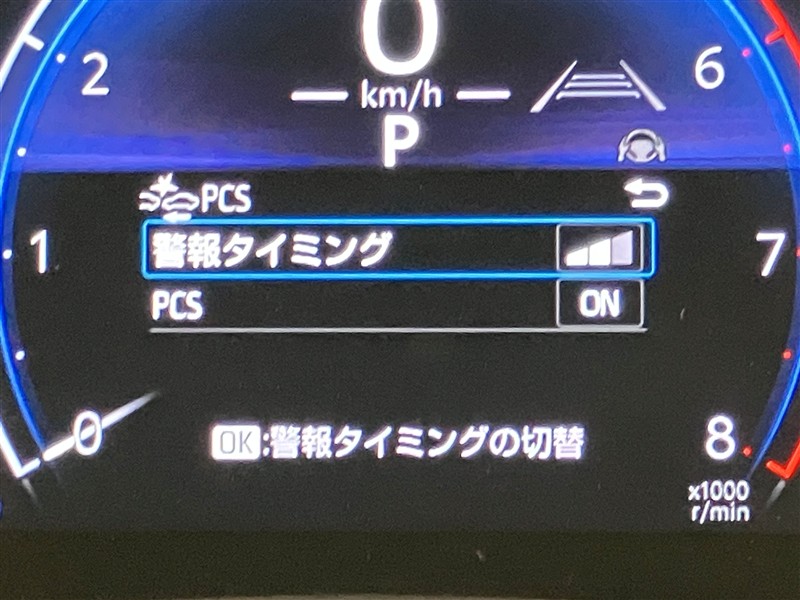 0
2
6
km/h
P
PCS
1
警報タイミング
7
PCS
ON
0
OK:警報タイミングの切替
8
x1000
r/min